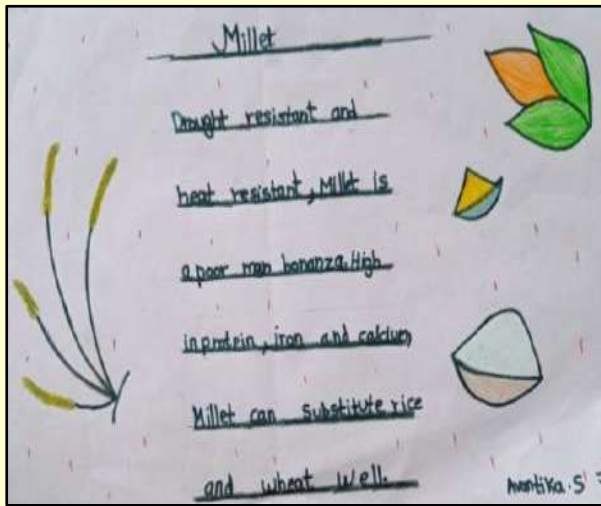 Millet
Drought resistant and
heat resistant, Millet is
a poor man bonanza. High
in protein, iron and calcium,
Millet can substitute rice
and wheat well.
Avantika.S